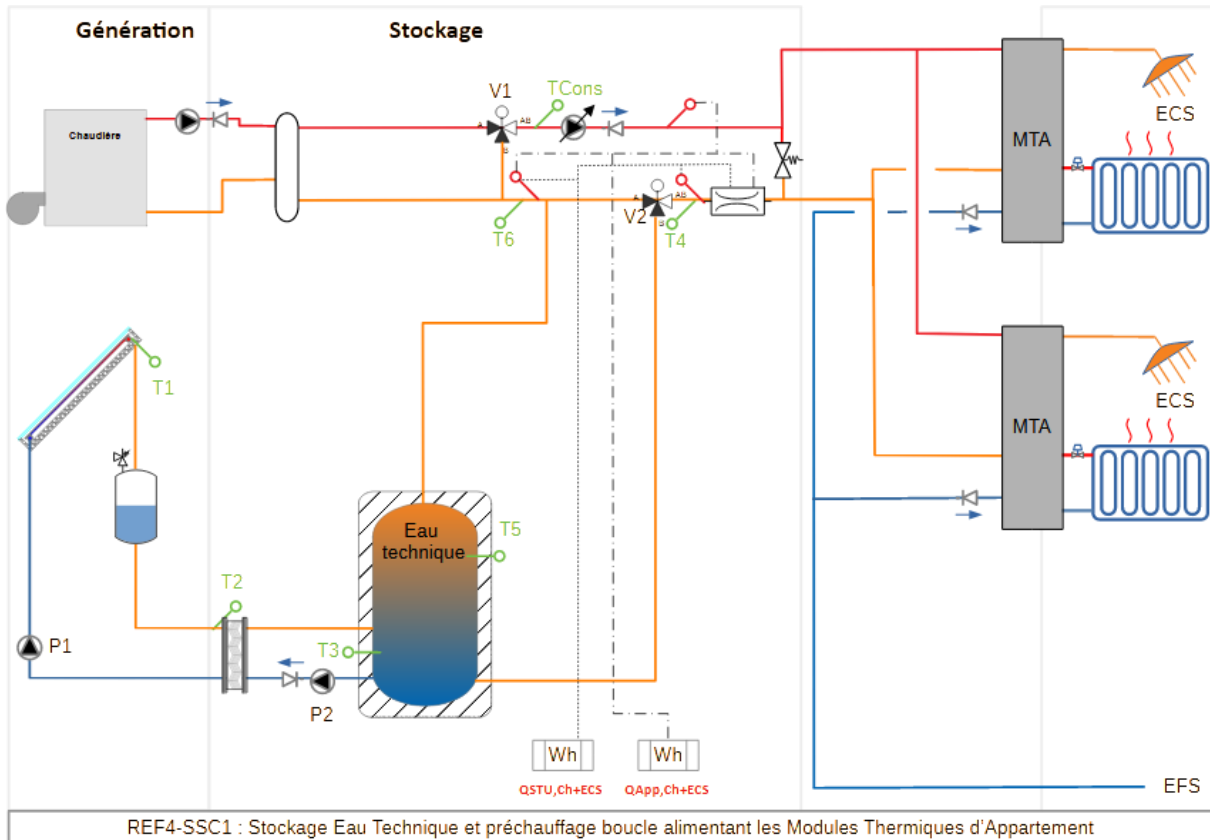 Génération
Stockage
Chaudière
V1
TCons
A
AB
B
T6
A
AB
B
V2
T4
MTA
ECS
MTA
ECS
T1
T2
P1
T3
P2
Eau
technique
T5
Wh
Wh
QSTU,Ch+ECS
QApp,Ch+ECS
EFS
REF4-SSC1 : Stockage Eau Technique et préchauffage boucle alimentant les Modules Thermiques d'Appartement